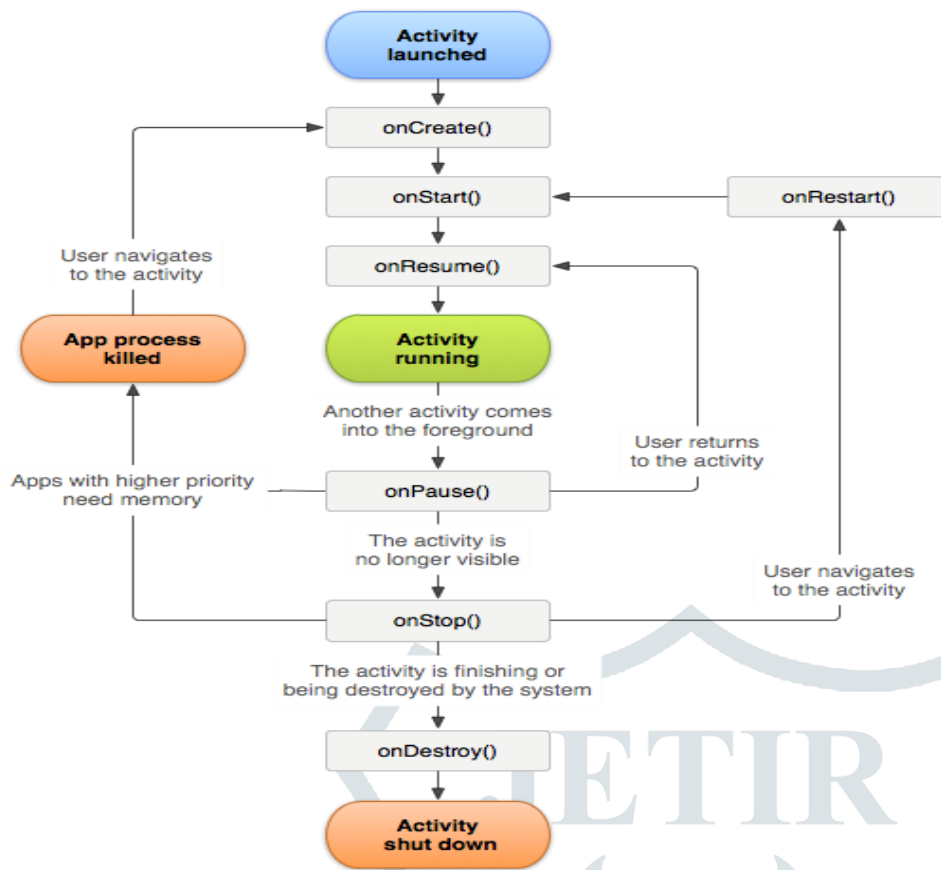 Activity
launched
onCreate()
onStart()
onRestart()
User navigates
to the activity
onResume()
App process
killed
Activity
running
Another activity comes
into the foreground
User returns
to the activity
Apps with higher priority
need memory
onPause()
The activity is
no longer visible
User navigates
to the activity
onStop()
The activity is finishing or
being destroyed by the system
onDestroy()
JETIR
Activity
shut down